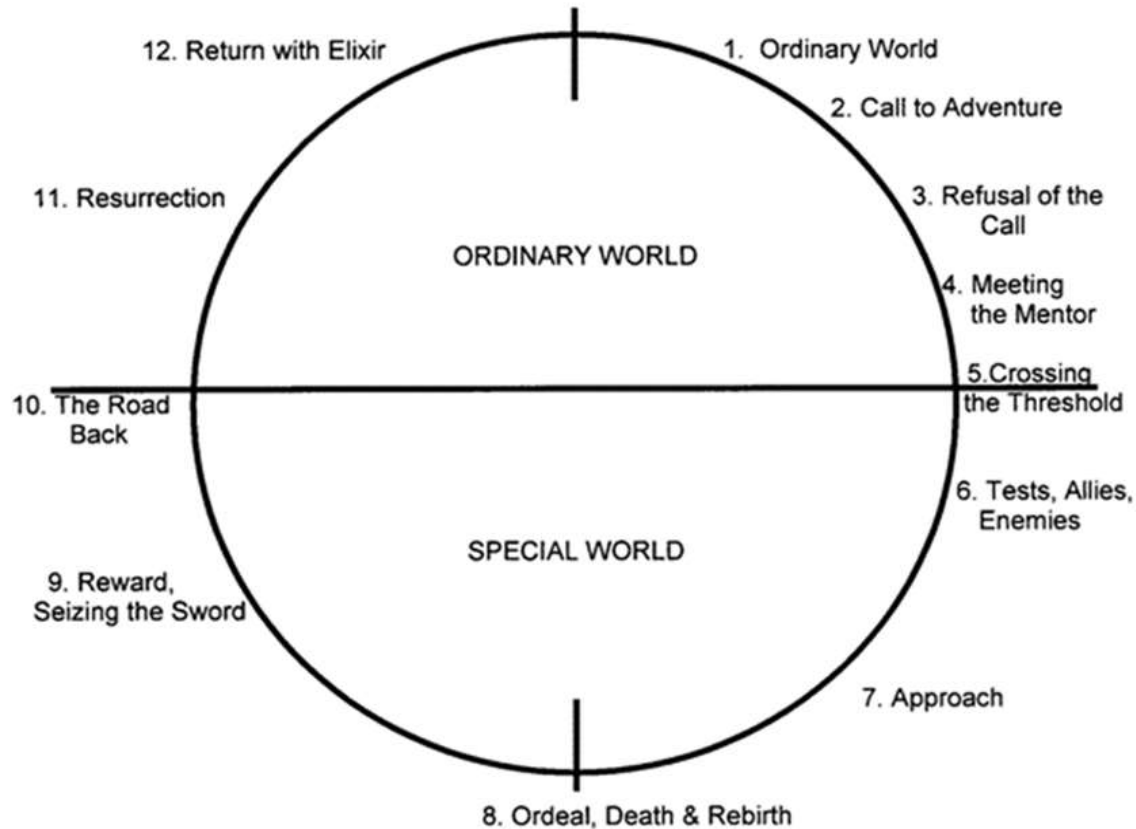 12. Return with Elixir
1. Ordinary World
2. Call to Adventure
11. Resurrection
3. Refusal of the
Call
ORDINARY WORLD
4. Meeting
the Mentor
5.Crossing
the Threshold
10. The Road
Back
6. Tests, Allies,
Enemies
SPECIAL WORLD
9. Reward,
Seizing the Sword
7. Approach
8. Ordeal, Death & Rebirth